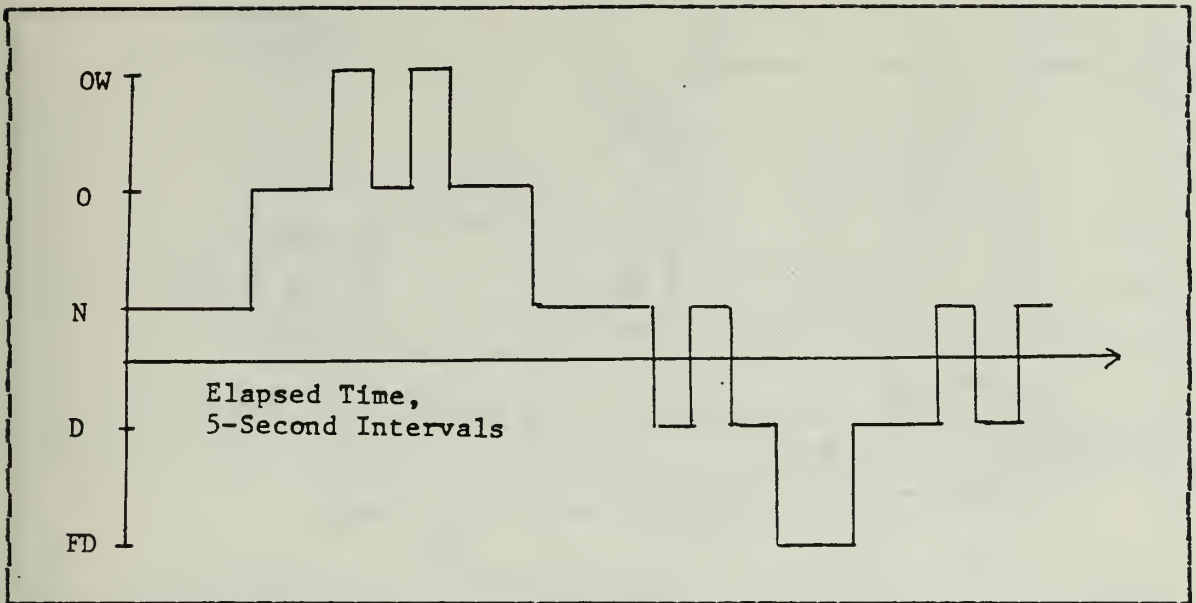 OW
O
N
Elapsed Time,
5-Second Intervals
D
FD